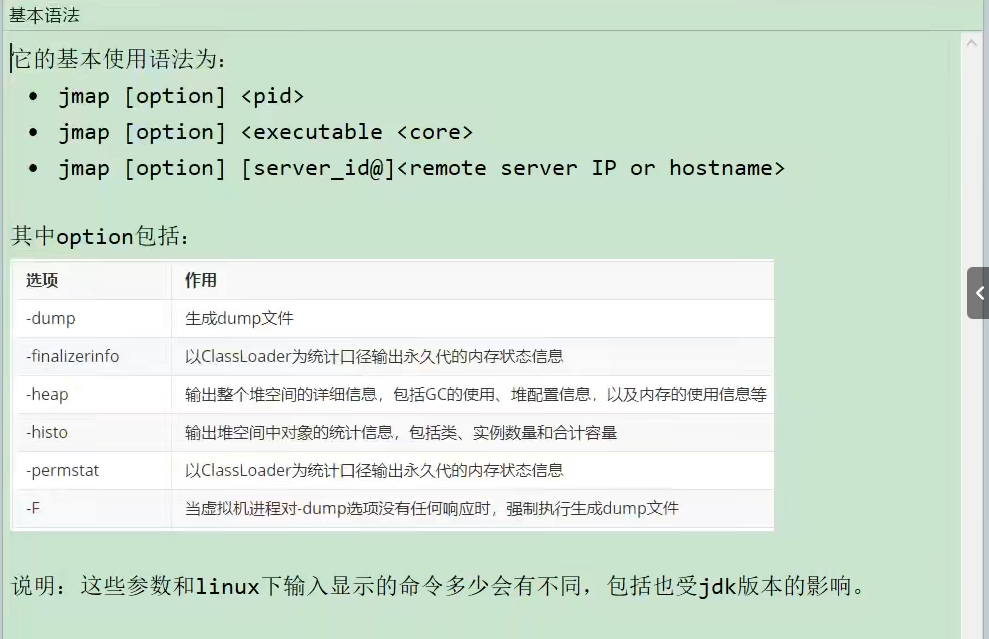 基本语法
它的基本使用语法为：
• jmap [option] <pid>
• jmap [option] <executable <core>
• jmap [option] [server_id@]<remote server IP or hostname>
其中option包括：
选项 作用
-dump 生成dump文件
-finalizerinfo 以ClassLoader为统计口径输出永久代的内存状态信息
-heap 输出整个堆空间的详细信息，包括GC的使用、堆配置信息，以及内存的使用信息等
-histo 输出堆空间中对象的统计信息，包括类、实例数量和合计容量
-permstat 以ClassLoader为统计口径输出永久代的内存状态信息
-F 当虚拟机进程对-dump选项没有任何响应时，强制执行生成dump文件
说明：这些参数和linux下输入显示的命令多少会有不同，包括也受jdk版本的影响。